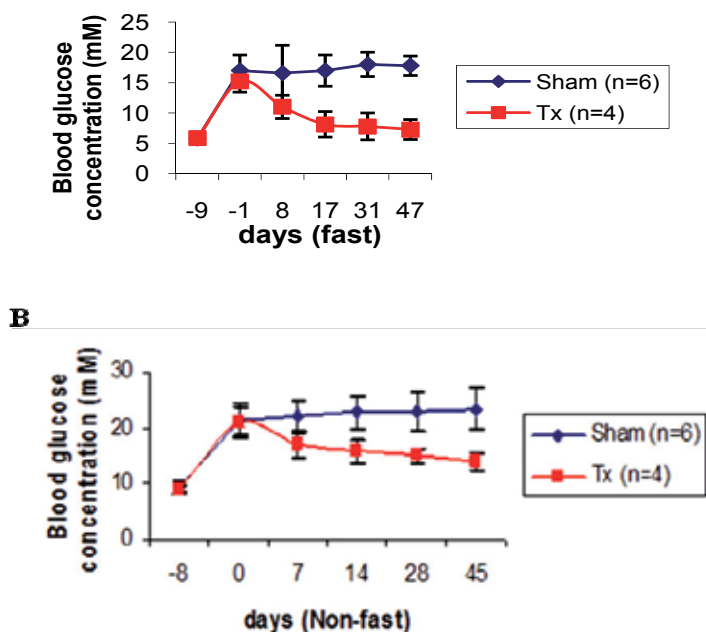 Blood glucose
concentration (mM)
25
20
15
10
5
0
-9 -1 8 17 31 47
days (fast)
Sham (n=6)
Tx (n=4)
B
Blood glucose
concentration (mM)
30
20
10
0
-8 0 7 14 28 45
days (Non-fast)
Sham (n=6)
Tx (n=4)